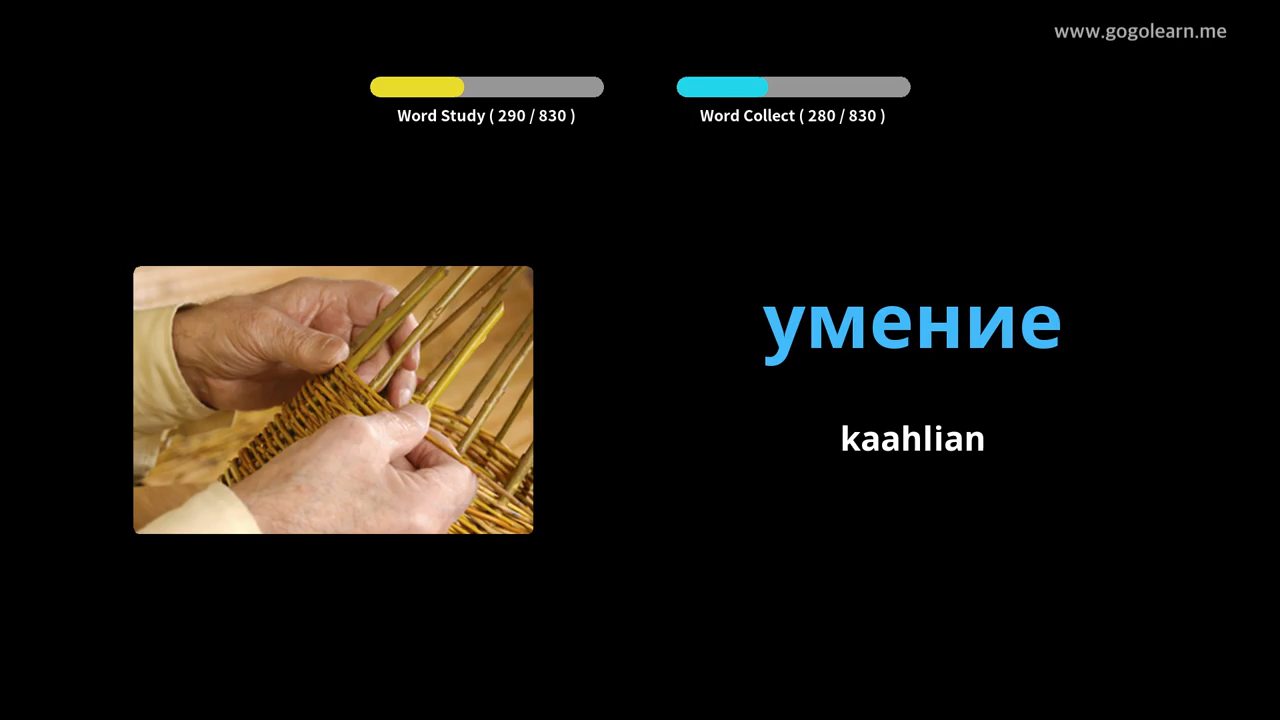 www.gogolearn.me
Word Study ( 290 / 830 )
Word Collect ( 280 / 830 )
умение
kaahlian